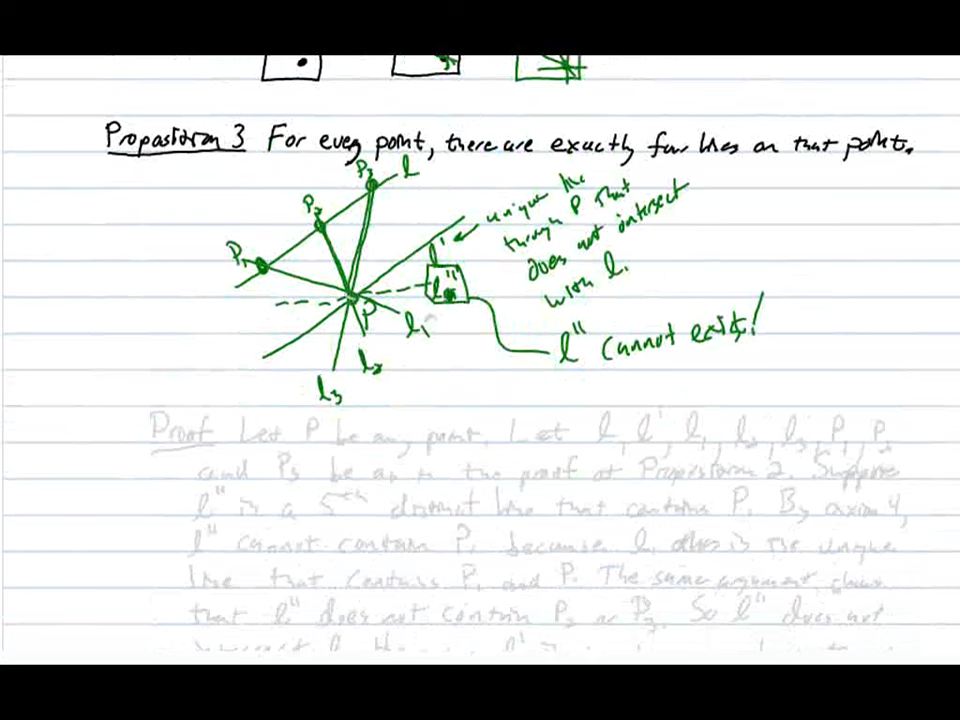 Proposition 3 For every point, there are exactly four lines on that point.
P3 l
P2
P1
unique line
through P that
does not intersect
with l.
l'
l''
P
l1
l2
l3
l'' cannot exist!
Proof Let P be any point. Let l, l', l1, l2, l3, P1, P2
and P3 be as in the proof of Proposition 2. Suppose
l'' is a 5th distinct line that contains P. By axiom 4,
l'' cannot contain P1 because l1 is the unique
line that contains P1 and P. The same argument shows
that l'' does not contain P2 or P3. So l'' does not